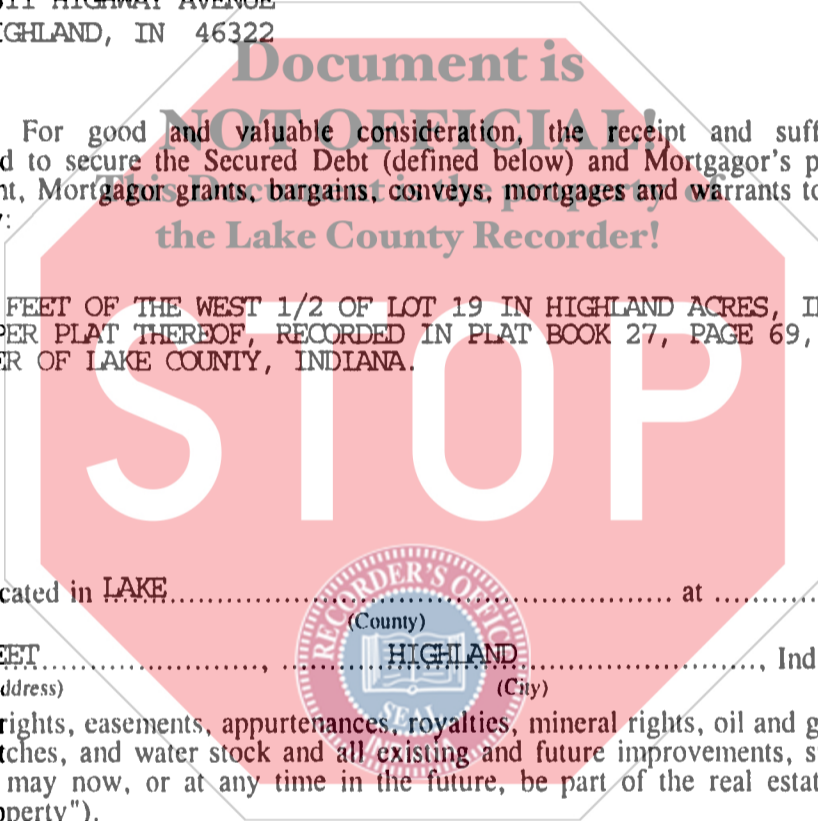 HIGHWAY AVENUE
IGHLAND, IN 46322
Document is
NOT OFFICIAL!
For good and valuable consideration, the receipt and suff
d to secure the Secured Debt (defined below) and Mortgagor's p
nt, Mortgagor grants, bargains, conveys, mortgages and warrants to
This Document is the property of
the Lake County Recorder!
FEET OF THE WEST 1/2 OF LOT 19 IN HIGHLAND ACRES, I
PER PLAT THEREOF, RECORDED IN PLAT BOOK 27, PAGE 69,
ER OF LAKE COUNTY, INDIANA.
STOP
cated in LAKE at
(County)
EET, HIGHLAND, Ind
ddress) (City)
RECORDER'S OFFIC
SEAL
rights, easements, appurtenances, royalties, mineral rights, oil and g
tches, and water stock and all existing and future improvements, s
may now, or at any time in the future, be part of the real estat
operty").